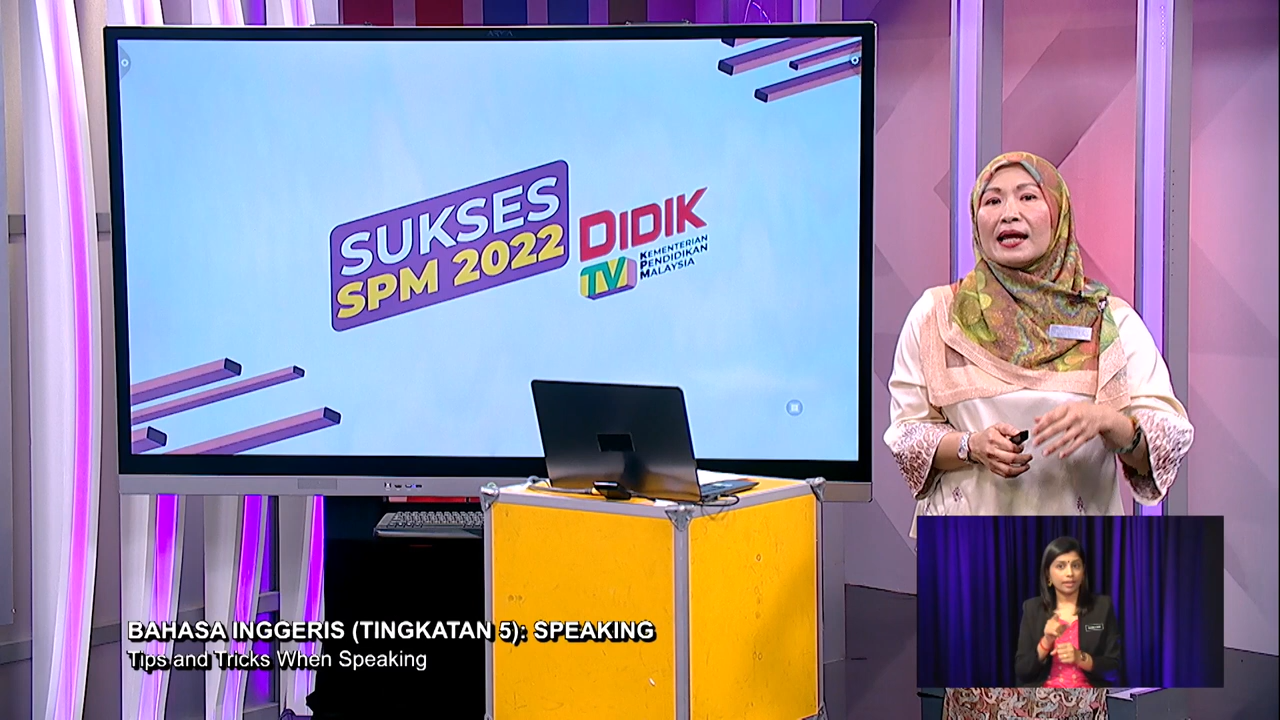 SUKSES
SPM 2022
DIDIK
TV
KEMENTERIAN
PENDIDIKAN
MALAYSIA
BAHASA INGGERIS (TINGKATAN 5): SPEAKING
Tips and Tricks When Speaking